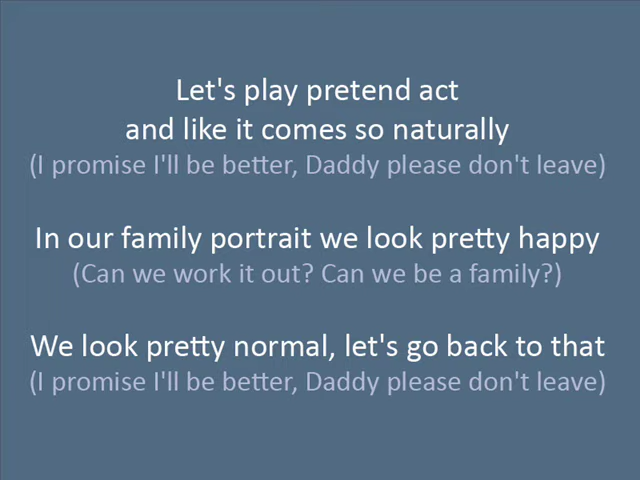 Let's play pretend act
and like it comes so naturally
(I promise I'll be better, Daddy please don't leave)
In our family portrait we look pretty happy
(Can we work it out? Can we be a family?)
We look pretty normal, let's go back to that
(I promise I'll be better, Daddy please don't leave)